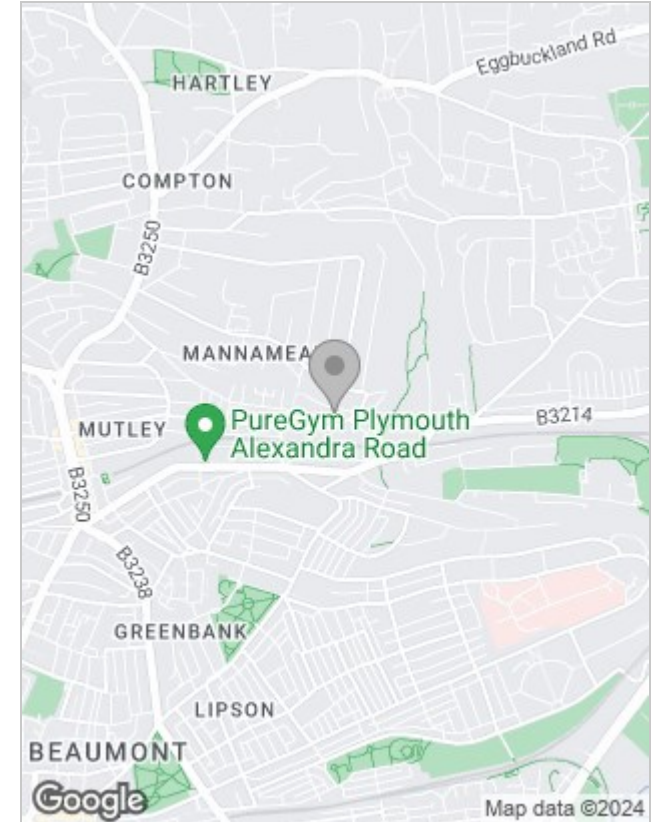 Eggbuckland Rd
HARTLEY
COMPTON
B3250
MANNAMEA
PureGym Plymouth
Alexandra Road
B3214
MUTLEY
B3250
B3238
GREENBANK
LIPSON
BEAUMONT
Google
Map data ©2024